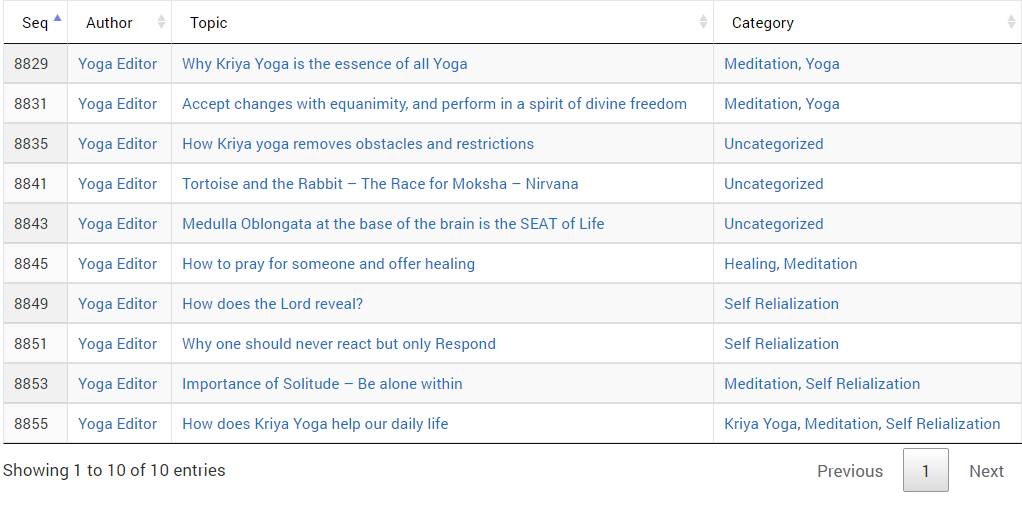 Seq Author Topic Category
8829 Yoga Editor Why Kriya Yoga is the essence of all Yoga Meditation, Yoga
8831 Yoga Editor Accept changes with equanimity, and perform in a spirit of divine freedom Meditation, Yoga
8835 Yoga Editor How Kriya yoga removes obstacles and restrictions Uncategorized
8841 Yoga Editor Tortoise and the Rabbit – The Race for Moksha – Nirvana Uncategorized
8843 Yoga Editor Medulla Oblongata at the base of the brain is the SEAT of Life Uncategorized
8845 Yoga Editor How to pray for someone and offer healing Healing, Meditation
8849 Yoga Editor How does the Lord reveal? Self Relialization
8851 Yoga Editor Why one should never react but only Respond Self Relialization
8853 Yoga Editor Importance of Solitude – Be alone within Meditation, Self Relialization
8855 Yoga Editor How does Kriya Yoga help our daily life Kriya Yoga, Meditation, Self Relialization
Showing 1 to 10 of 10 entries Previous 1 Next